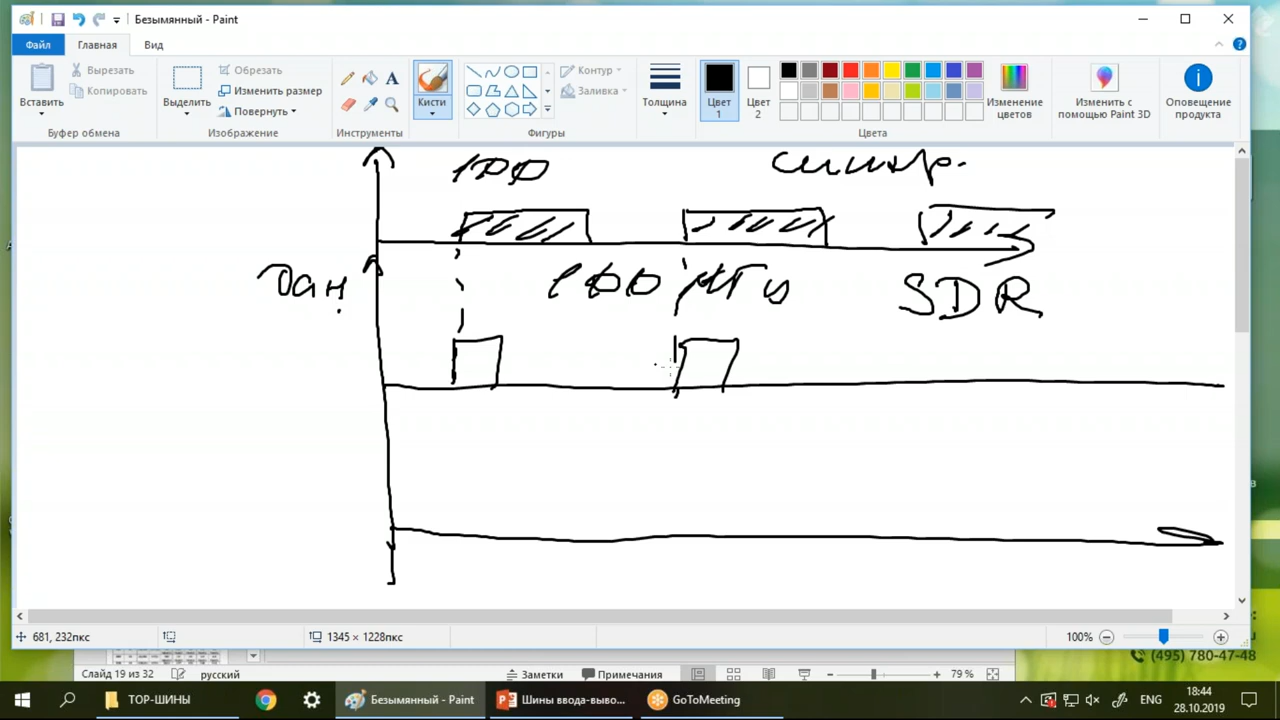 Безымянный - Paint
Файл Главная Вид
Вставить
Вырезать
Копировать
Буфер обмена
Выделить
Обрезать
Изменить размер
Повернуть
Изображение
A
Инструменты
Кисти
Контур
Заливка
Фигуры
Толщина
Цвет 1
Цвет 2
Изменение цветов
Цвета
Изменить с помощью Paint 3D
Оповещение продукта
100 синхр.
Дан. 100 МГц SDR
681, 232пкс 1345 × 1228пкс 100%
(495) 780-47-48
Слайд 19 из 32 русский Заметки Примечания 79 %
ТОР-ШИНЫ Безымянный - Paint Шины ввода-выво... GoToMeeting ENG 18:44
28.10.2019